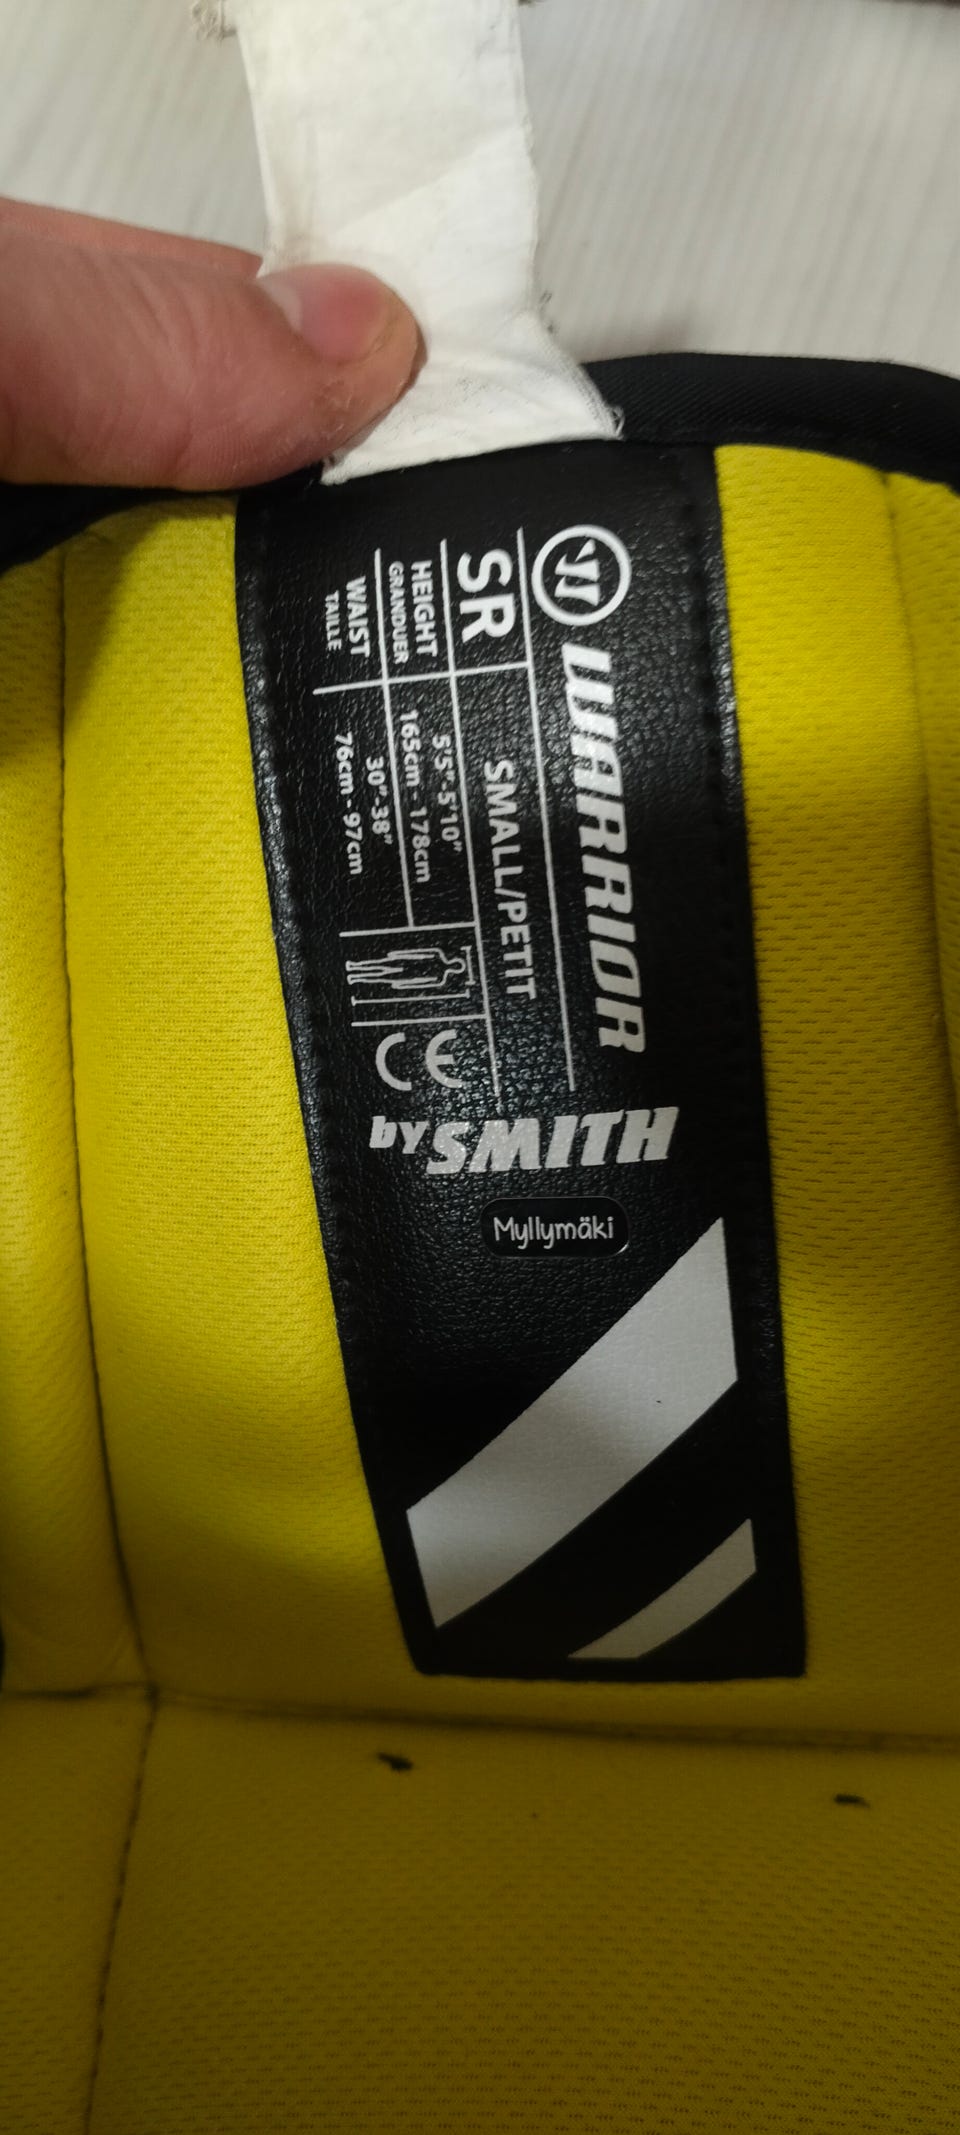 WARRIOR
SR SMALL/PETIT
HEIGHT 5'5"-5'10"
GRANDUER 165cm - 178cm
WAIST 30"-38"
TAILLE 76cm - 97cm
CE
by SMITH
Myllymäki